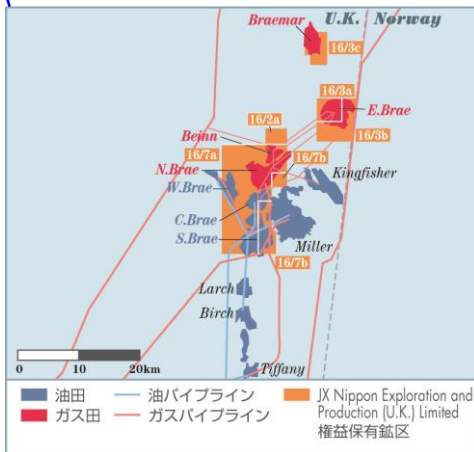 U.K. Norway
Braemar
16/3c
16/3a
E.Brae
16/2a
16/3b
Beinn
16/7a
16/7b
N.Brae
Kingfisher
W.Brae
C.Brae
S.Brae
Miller
16/7b
Larch
Birch
Tiffany
0 10 20km
油田
油パイプライン
JX Nippon Exploration and
Production (U.K.) Limited
権益保有鉱区
ガス田
ガスパイプライン